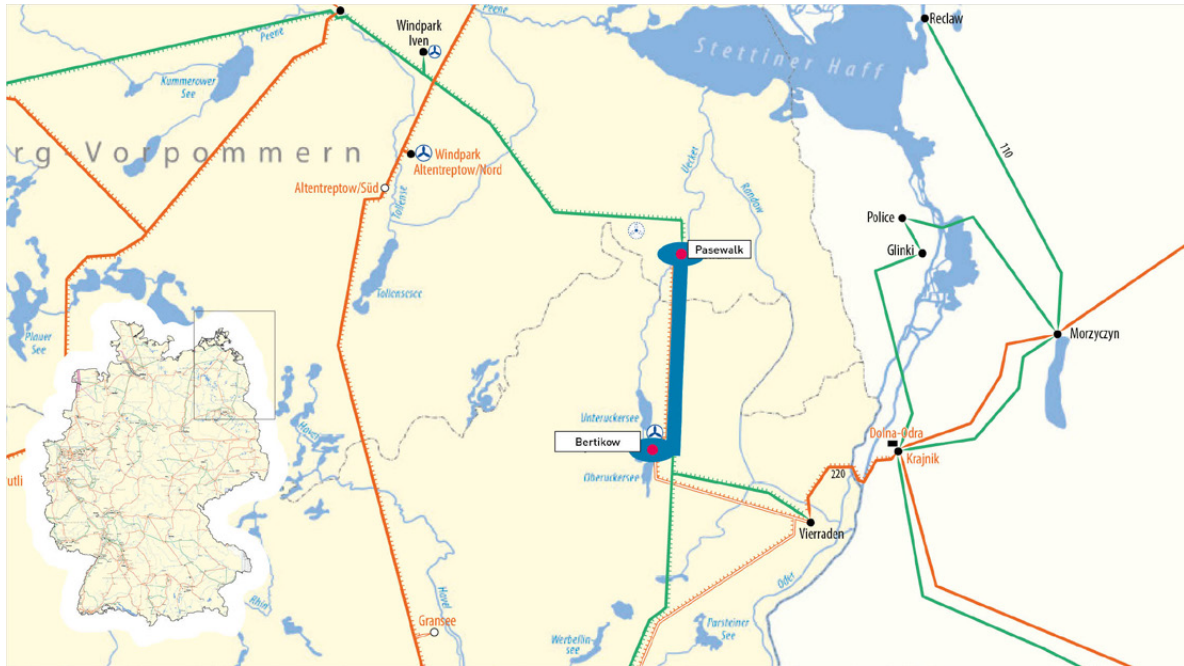 Reclaw
Peene
Peene
Windpark
Iven
Stettiner Haff
Kummerower
See
rg-Vorpommern
Windpark
Altentreptow/Nord
110
Altentreptow/Süd
Tollense
Uecker
Randow
Police
Glinki
Pasewalk
Tollensesee
Plauer
See
Morzyczyn
Havel
Unteruckersee
Bertikow
Dolna-Odra
Krajnik
Oberuckersee
utli
220
Vierraden
Oder
Rhin
Havel
Gransee
Werbellin-
see
Parsteiner
See